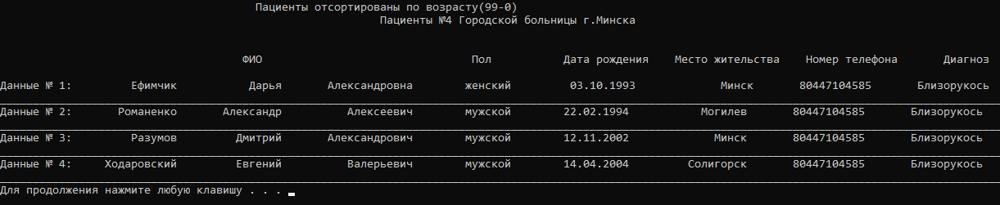 Пациенты отсортированы по возрасту(99-0)
Пациенты №4 Городской больницы г.Минска
ФИО Пол Дата рождения Место жительства Номер телефона Диагноз
Данные № 1: Ефимчик Дарья Александровна женский 03.10.1993 Минск 80447104585 Близорукось
Данные № 2: Романенко Александр Алексеевич мужской 22.02.1994 Могилев 80447104585 Близорукось
Данные № 3: Разумов Дмитрий Александрович мужской 12.11.2002 Минск 80447104585 Близорукось
Данные № 4: Ходаровский Евгений Валерьевич мужской 14.04.2004 Солигорск 80447104585 Близорукось
Для продолжения нажмите любую клавишу . . .